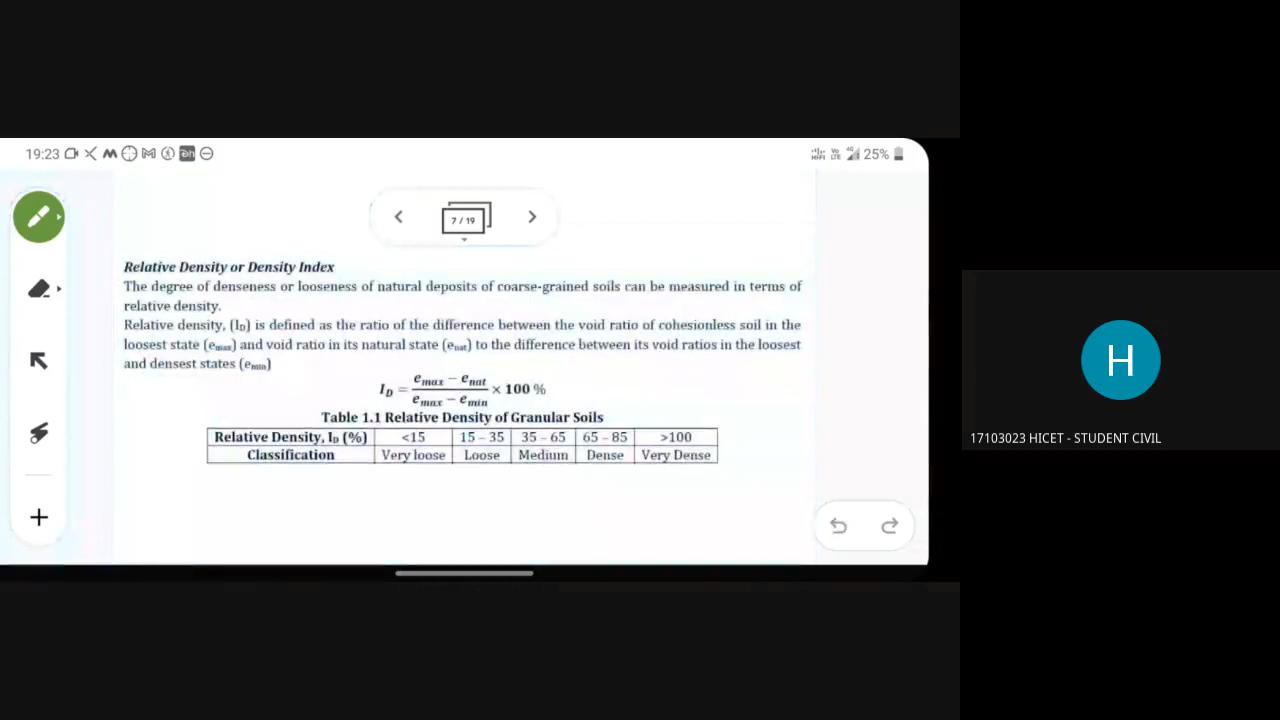 19:23
25%
7 / 19
Relative Density or Density Index
The degree of denseness or looseness of natural deposits of coarse-grained soils can be measured in terms of
relative density.
Relative density, (I_D) is defined as the ratio of the difference between the void ratio of cohesionless soil in the
loosest state (e_max) and void ratio in its natural state (e_nat) to the difference between its void ratios in the loosest
and densest states (e_min)
I_D = (e_max − e_nat) / (e_max − e_min) × 100 %
Table 1.1 Relative Density of Granular Soils
Relative Density, I_D (%) <15 15 – 35 35 – 65 65 – 85 >100
Classification Very loose Loose Medium Dense Very Dense
H
17103023 HICET - STUDENT CIVIL